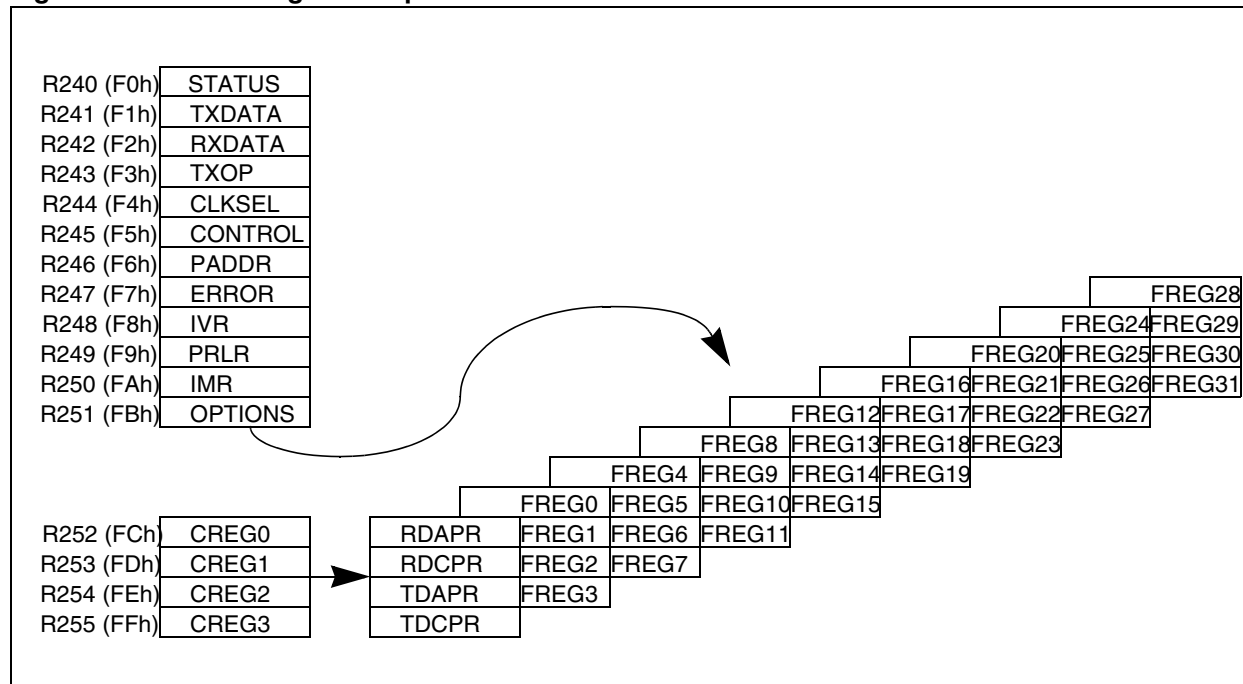 R240 (F0h) STATUS
R241 (F1h) TXDATA
R242 (F2h) RXDATA
R243 (F3h) TXOP
R244 (F4h) CLKSEL
R245 (F5h) CONTROL
R246 (F6h) PADDR
R247 (F7h) ERROR FREG28
R248 (F8h) IVR FREG24 FREG29
R249 (F9h) PRLR FREG20 FREG25 FREG30
R250 (FAh) IMR FREG16 FREG21 FREG26 FREG31
R251 (FBh) OPTIONS FREG12 FREG17 FREG22 FREG27
FREG8 FREG13 FREG18 FREG23
FREG4 FREG9 FREG14 FREG19
FREG0 FREG5 FREG10 FREG15
R252 (FCh) CREG0 RDAPR FREG1 FREG6 FREG11
R253 (FDh) CREG1 RDCPR FREG2 FREG7
R254 (FEh) CREG2 TDAPR FREG3
R255 (FFh) CREG3 TDCPR